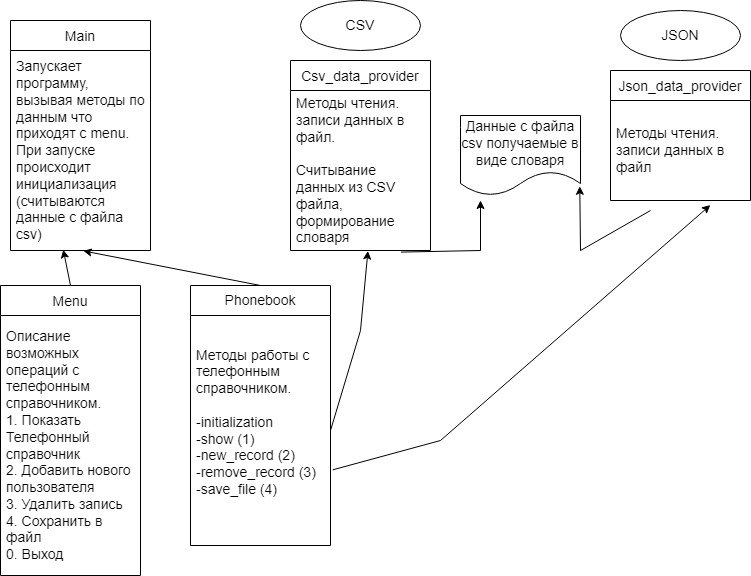 Main
Запускает
программу,
вызывая методы по
данным что
приходят с menu.
При запуске
происходит
инициализация
(считываются
данные с файла
csv)
CSV
Csv_data_provider
Методы чтения.
записи данных в
файл.
Считывание
данных из CSV
файла,
формирование
словаря
Данные с файла
csv получаемые в
виде словаря
JSON
Json_data_provider
Методы чтения.
записи данных в
файл
Menu
Описание
возможных
операций с
телефонным
справочником.
1. Показать
Телефонный
справочник
2. Добавить нового
пользователя
3. Удалить запись
4. Сохранить в
файл
0. Выход
Phonebook
Методы работы с
телефонным
справочником.
-initialization
-show (1)
-new_record (2)
-remove_record (3)
-save_file (4)